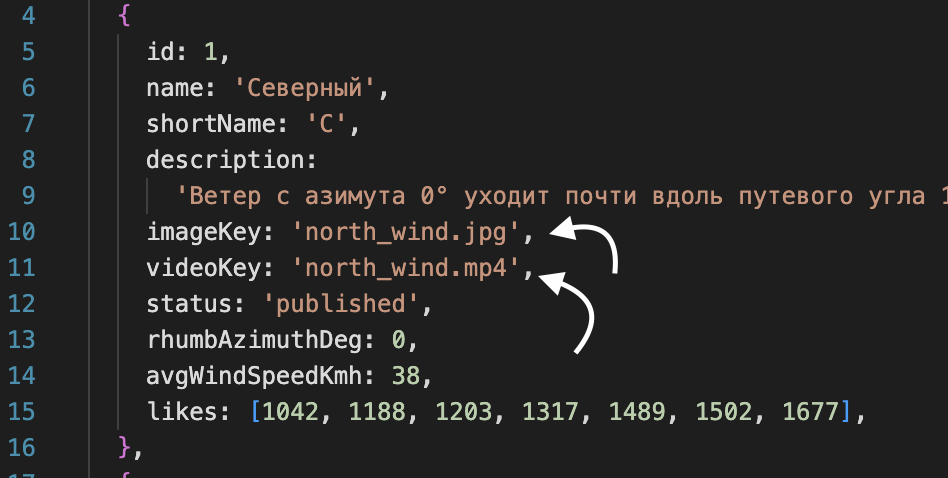 4 {
5 id: 1,
6 name: 'Северный',
7 shortName: 'С',
8 description:
9 'Ветер с азимута 0° уходит почти вдоль путевого угла 1
10 imageKey: 'north_wind.jpg',
11 videoKey: 'north_wind.mp4',
12 status: 'published',
13 rhumbAzimuthDeg: 0,
14 avgWindSpeedKmh: 38,
15 likes: [1042, 1188, 1203, 1317, 1489, 1502, 1677],
16 },
17 {